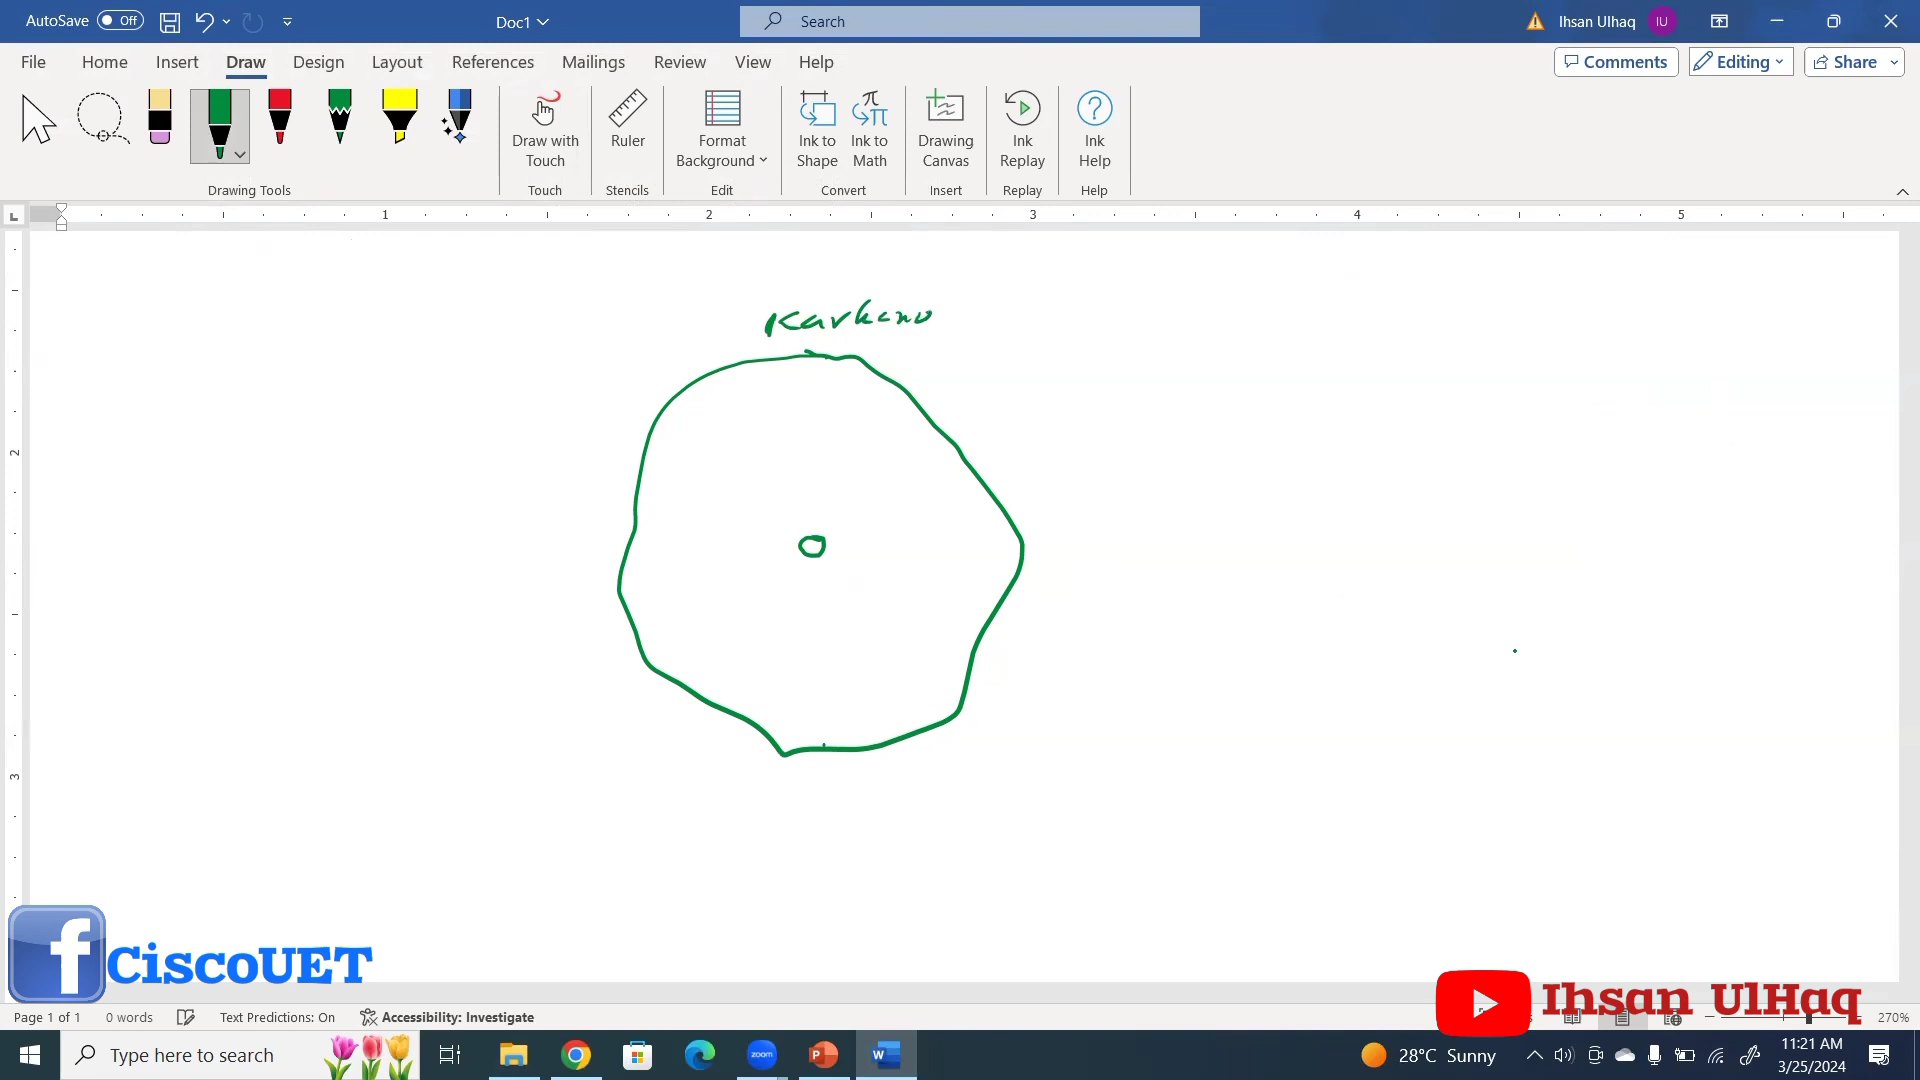 AutoSave Off Doc1 Search Ihsan Ulhaq IU
File Home Insert Draw Design Layout References Mailings Review View Help Comments Editing Share
Draw with Touch
Ruler
Format Background
Ink to Shape
Ink to Math
Drawing Canvas
Ink Replay
Ink Help
Drawing Tools Touch Stencils Edit Convert Insert Replay Help
L 1 2 3 4 5
2
3
f CiscoUET
Ihsan UlHaq
Page 1 of 1 0 words Text Predictions: On Accessibility: Investigate 270%
Type here to search zoom P W 28°C Sunny 11:21 AM
3/25/2024